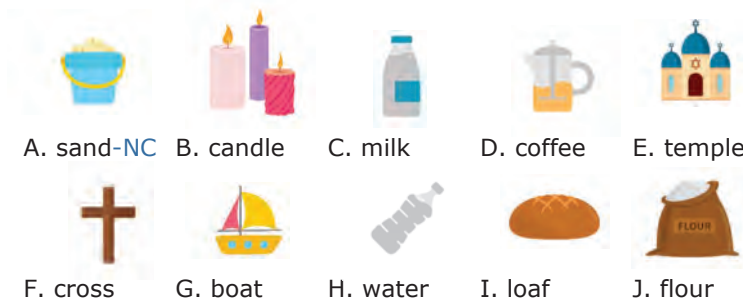 A. sand-NC B. candle C. milk D. coffee E. temple
FLOUR
F. cross G. boat H. water I. loaf J. flour